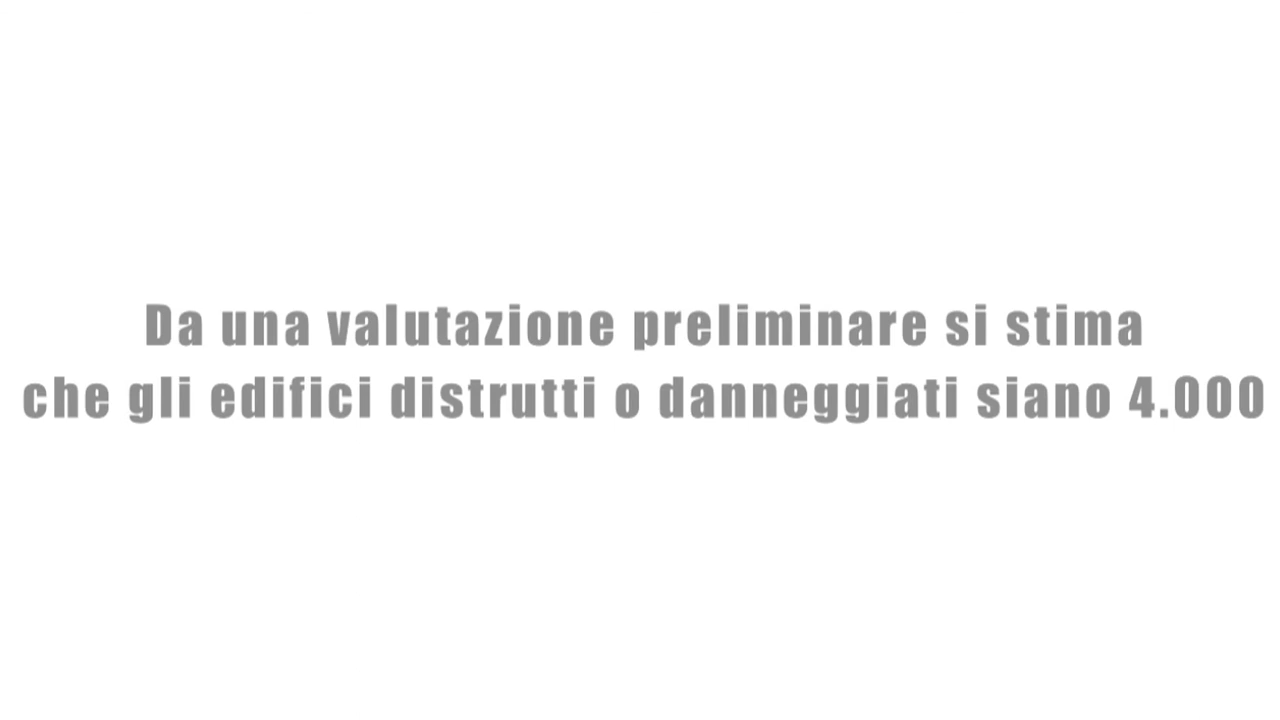 Da una valutazione preliminare si stima
che gli edifici distrutti o danneggiati siano 4.000